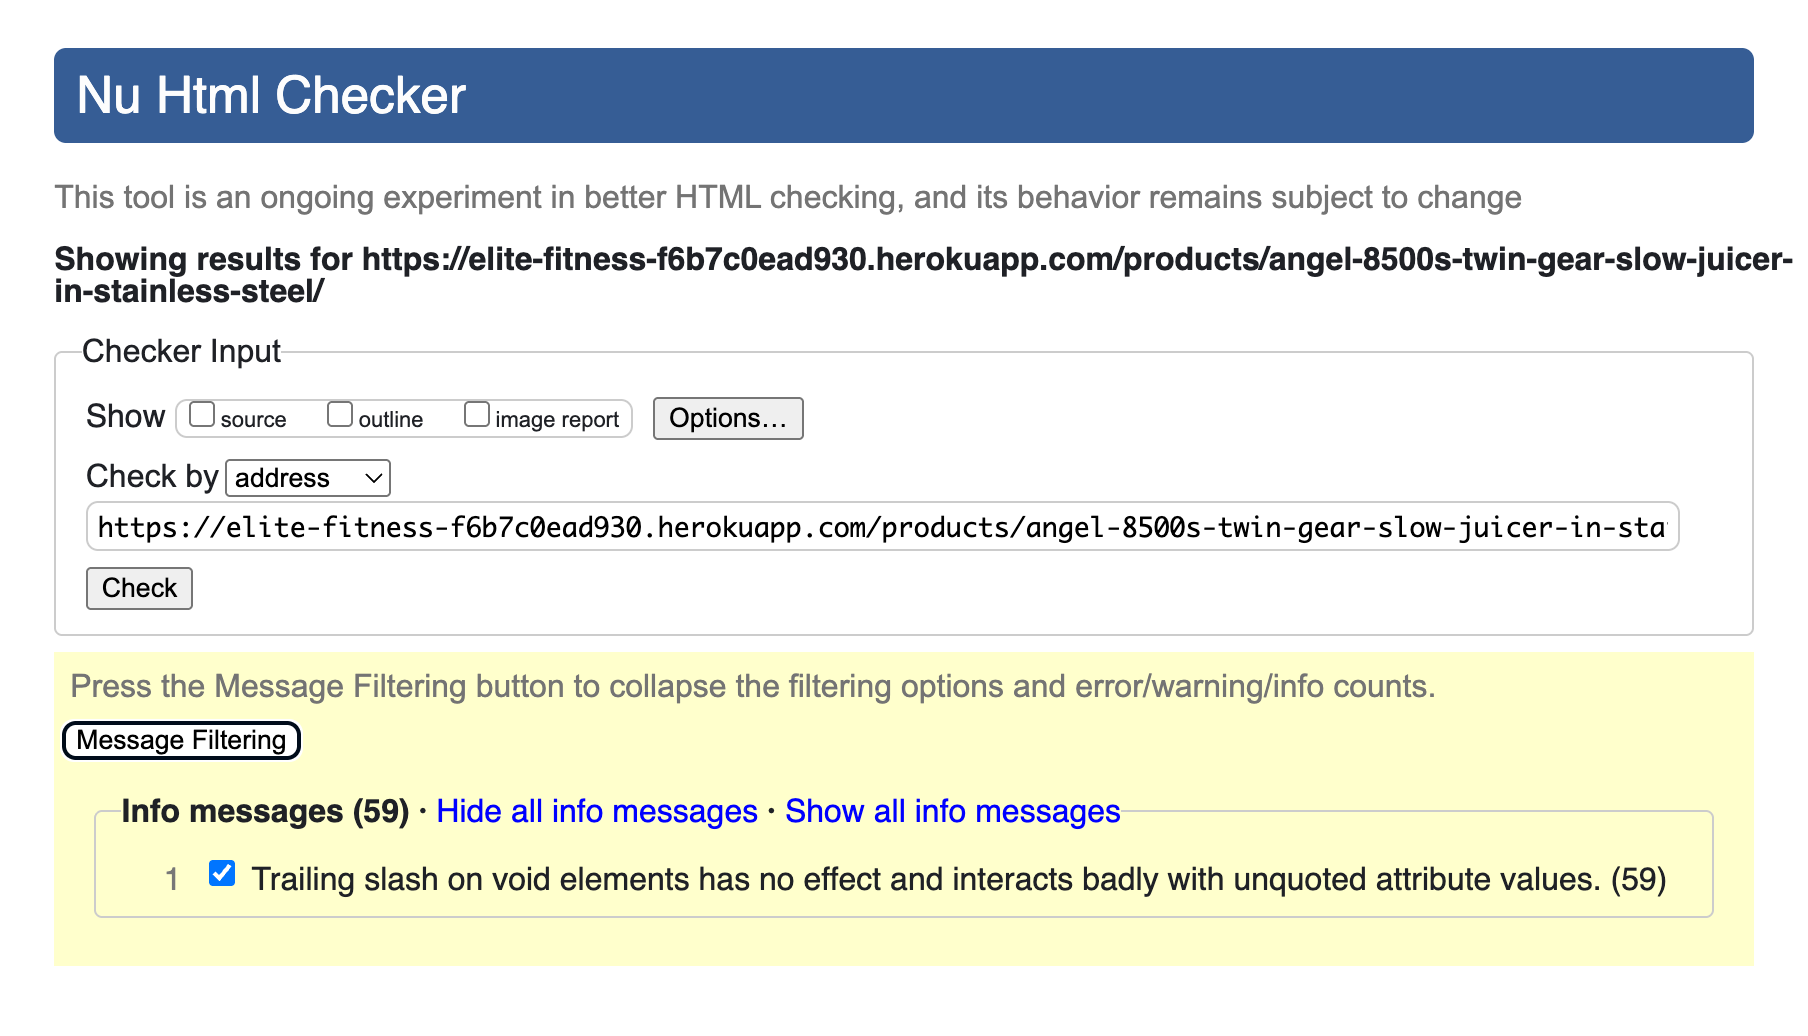 Nu Html Checker
This tool is an ongoing experiment in better HTML checking, and its behavior remains subject to change
Showing results for https://elite-fitness-f6b7c0ead930.herokuapp.com/products/angel-8500s-twin-gear-slow-juicer-
in-stainless-steel/
Checker Input
Show source outline image report Options...
Check by address
https://elite-fitness-f6b7c0ead930.herokuapp.com/products/angel-8500s-twin-gear-slow-juicer-in-sta
Check
Press the Message Filtering button to collapse the filtering options and error/warning/info counts.
Message Filtering
Info messages (59) · Hide all info messages · Show all info messages
1 Trailing slash on void elements has no effect and interacts badly with unquoted attribute values. (59)